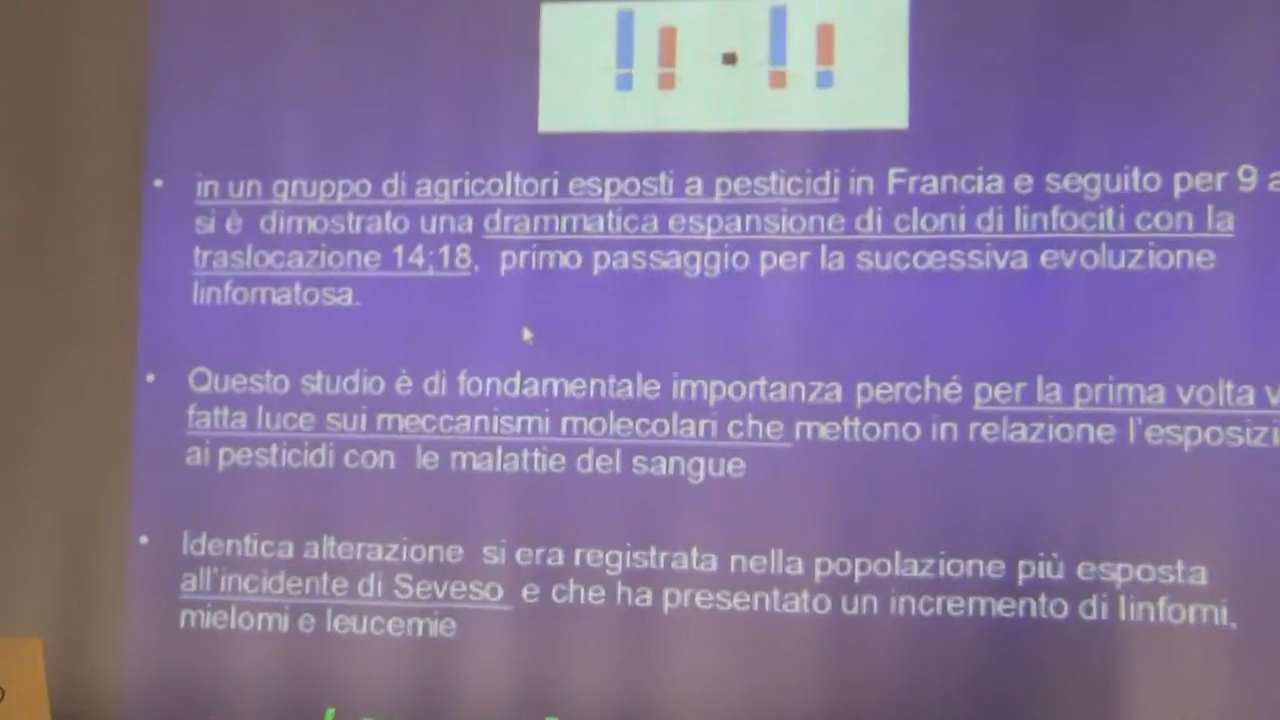 in un gruppo di agricoltori esposti a pesticidi in Francia e seguito per 9
si è dimostrato una drammatica espansione di cloni di linfociti con la
traslocazione 14;18, primo passaggio per la successiva evoluzione
linfomatosa.
Questo studio è di fondamentale importanza perché per la prima volta
fatta luce sui meccanismi molecolari che mettono in relazione l'esposizi
ai pesticidi con le malattie del sangue
Identica alterazione si era registrata nella popolazione più esposta
all'incidente di Seveso e che ha presentato un incremento di linfomi,
mielomi e leucemie